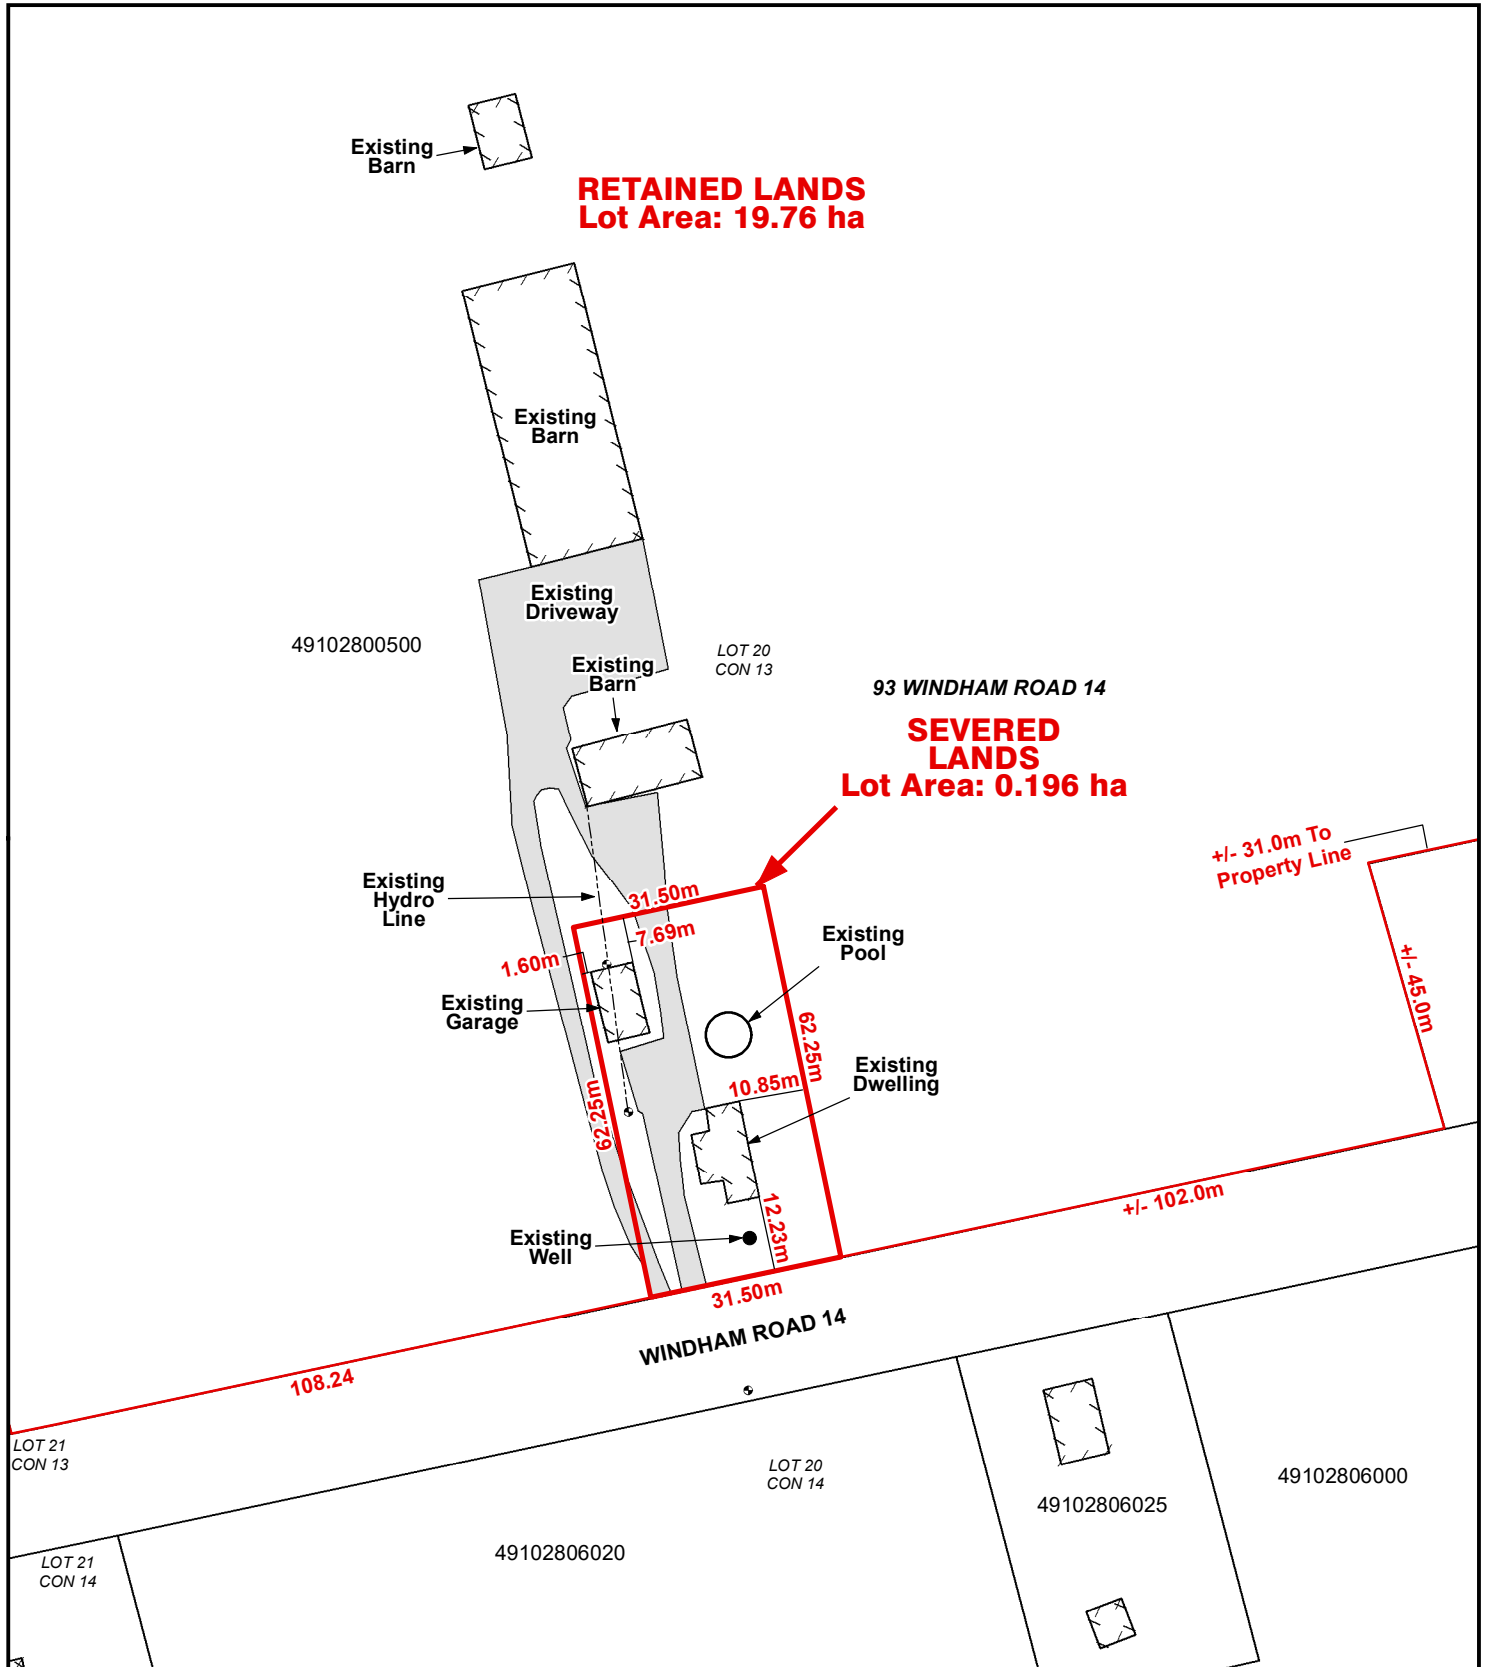 Existing
Barn
RETAINED LANDS
Lot Area: 19.76 ha
Existing
Barn
Existing
Driveway
49102800500
LOT 20
CON 13
Existing
Barn
93 WINDHAM ROAD 14
SEVERED
LANDS
Lot Area: 0.196 ha
+/- 31.0m To
Property Line
Existing
Hydro
Line
31.50m
7.69m
1.60m
Existing
Pool
+/- 45.0m
Existing
Garage
62.25m
Existing
Dwelling
10.85m
62.25m
12.23m
+/- 102.0m
Existing
Well
31.50m
WINDHAM ROAD 14
108.24
LOT 21
CON 13
LOT 20
CON 14
49102806000
49102806025
49102806020
LOT 21
CON 14